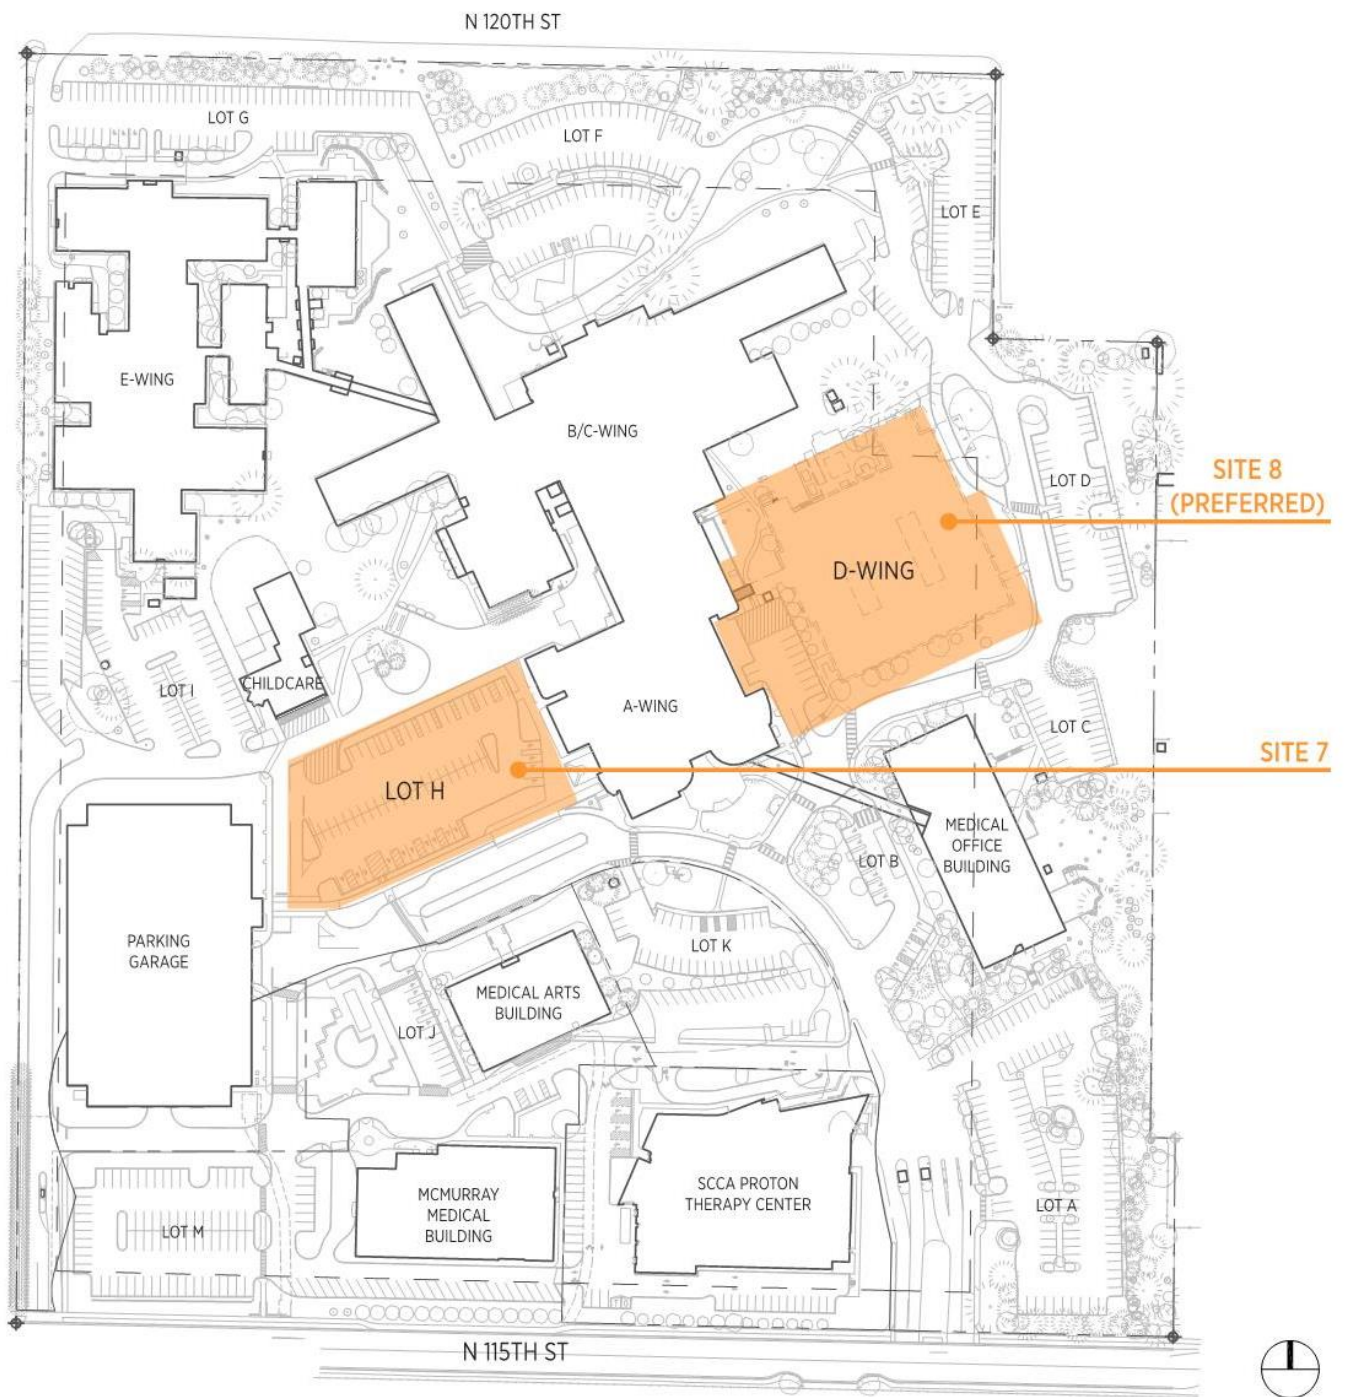 N 120TH ST
LOT G
LOT F
LOT E
E-WING
B/C-WING
LOT D
SITE 8
(PREFERRED)
D-WING
CHILDCARE
LOT I
A-WING
LOT C
SITE 7
LOT H
MEDICAL
OFFICE
BUILDING
LOT B
PARKING
GARAGE
LOT K
MEDICAL ARTS
BUILDING
LOT J
MCMURRAY
MEDICAL
BUILDING
SCCA PROTON
THERAPY CENTER
LOT A
LOT M
N 115TH ST